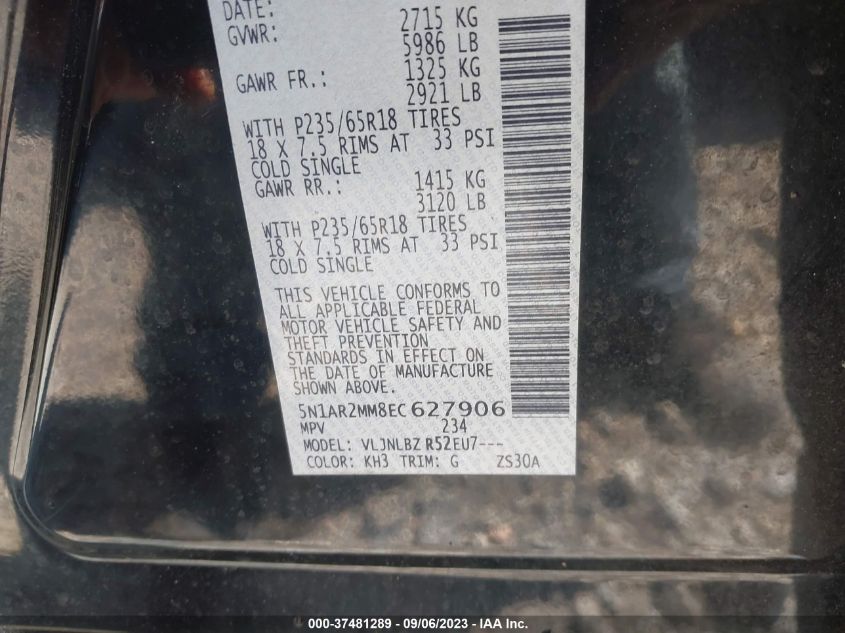 DATE:
GVWR: 2715 KG
5986 LB
GAWR FR.: 1325 KG
2921 LB
WITH P235/65R18 TIRES
18 X 7.5 RIMS AT 33 PSI
COLD SINGLE
GAWR RR.: 1415 KG
3120 LB
WITH P235/65R18 TIRES
18 X 7.5 RIMS AT 33 PSI
COLD SINGLE
THIS VEHICLE CONFORMS TO
ALL APPLICABLE FEDERAL
MOTOR VEHICLE SAFETY AND
THEFT PREVENTION
STANDARDS IN EFFECT ON
THE DATE OF MANUFACTURE
SHOWN ABOVE.
5N1AR2MM8EC 627906
MPV 234
MODEL: VLJNLBZ R52EU7---
COLOR: KH3 TRIM: G ZS30A
000-37481289 - 09/06/2023 - IAA Inc.